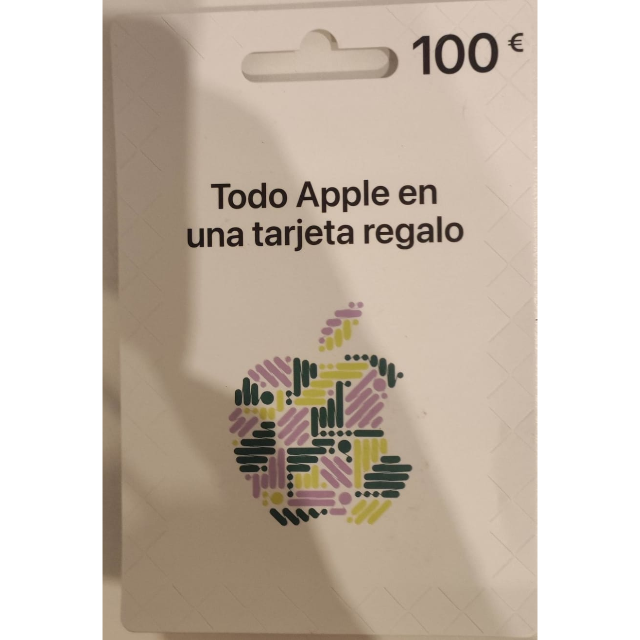 100 €
Todo Apple en
una tarjeta regalo